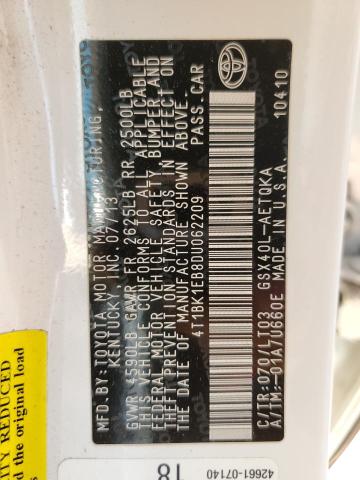 MFD. BY: TOYOTA MOTOR MANUFACTURING,
KENTUCKY, INC. 07/13
GVWR 4590LB GAWR FR 2625LB RR 2500LB
THIS VEHICLE CONFORMS TO ALL APPLICABLE
FEDERAL MOTOR VEHICLE SAFETY BUMPER AND
THEFT PREVENTION STANDARDS IN EFFECT ON
THE DATE OF MANUFACTURE SHOWN ABOVE.
4T1BK1EB8DU062209 PASS.CAR
C/TR:070/LT03 GSX40L-AETQKA
A/TM:-01A/U660E MADE IN U.S.A. 10410
ITY REDUCED
d the original load
42661-07140
18